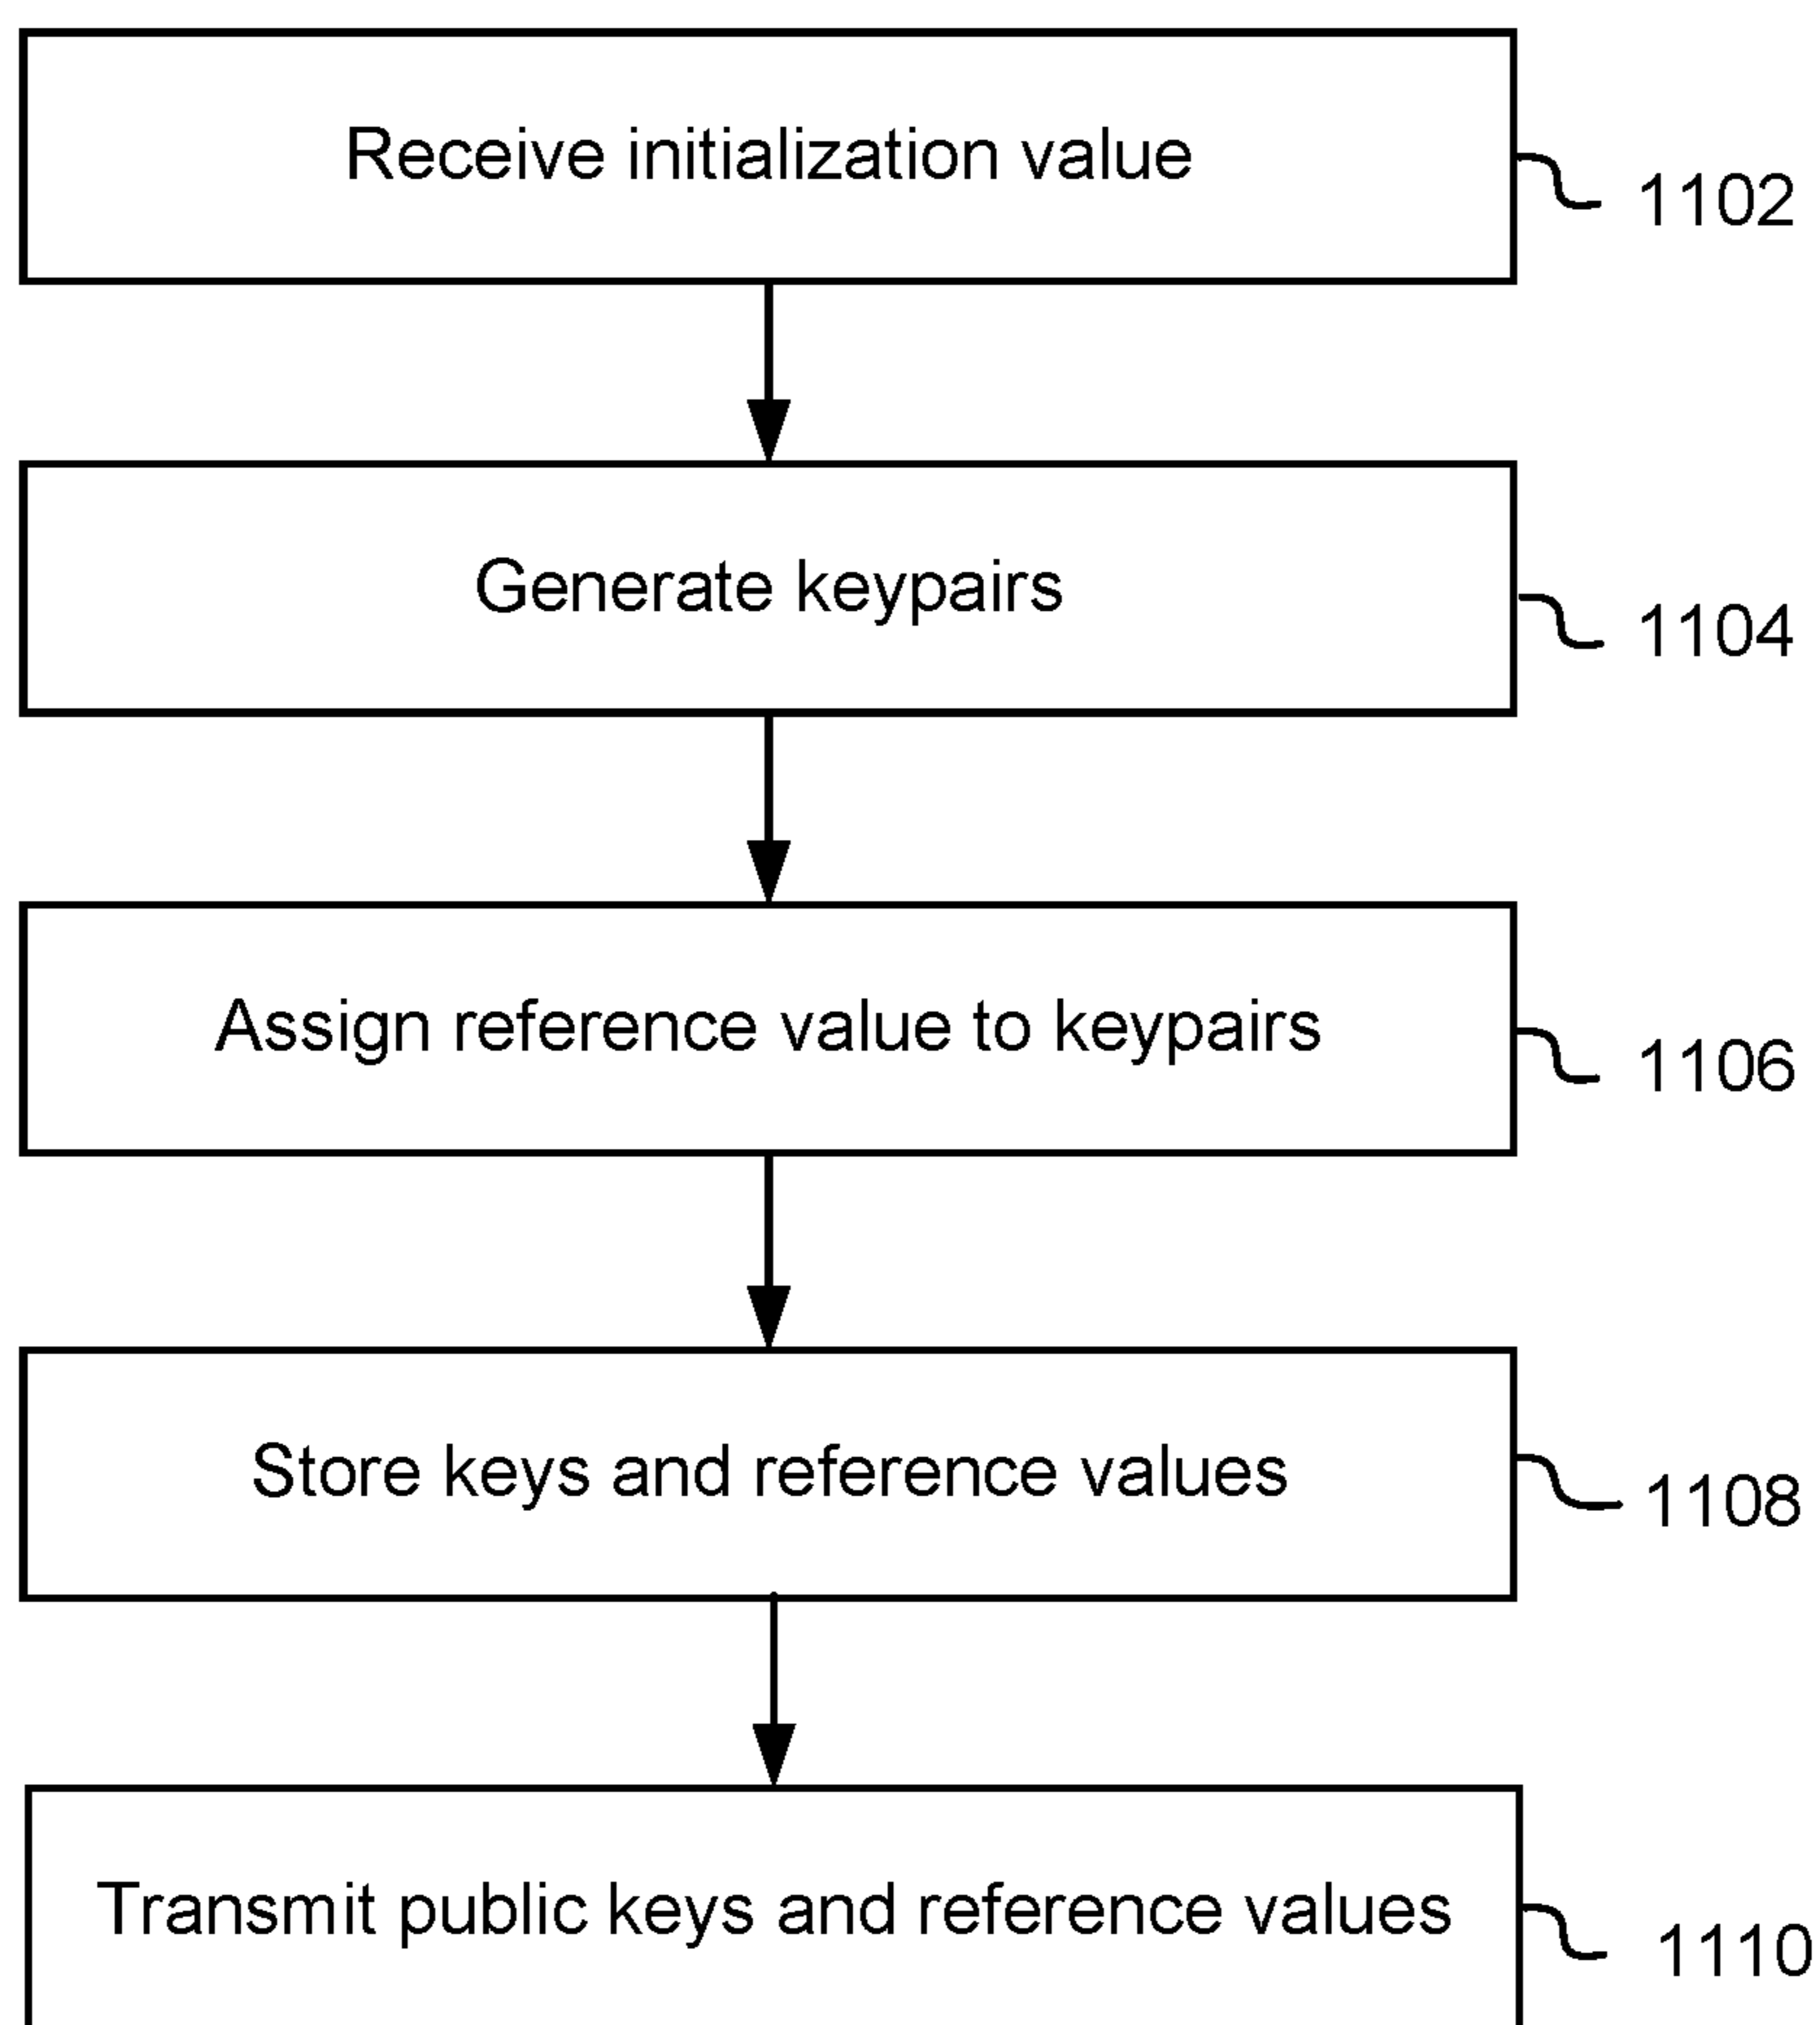 Receive initialization value
1102
Generate keypairs
1104
Assign reference value to keypairs
1106
Store keys and reference values
1108
Transmit public keys and reference values
1110